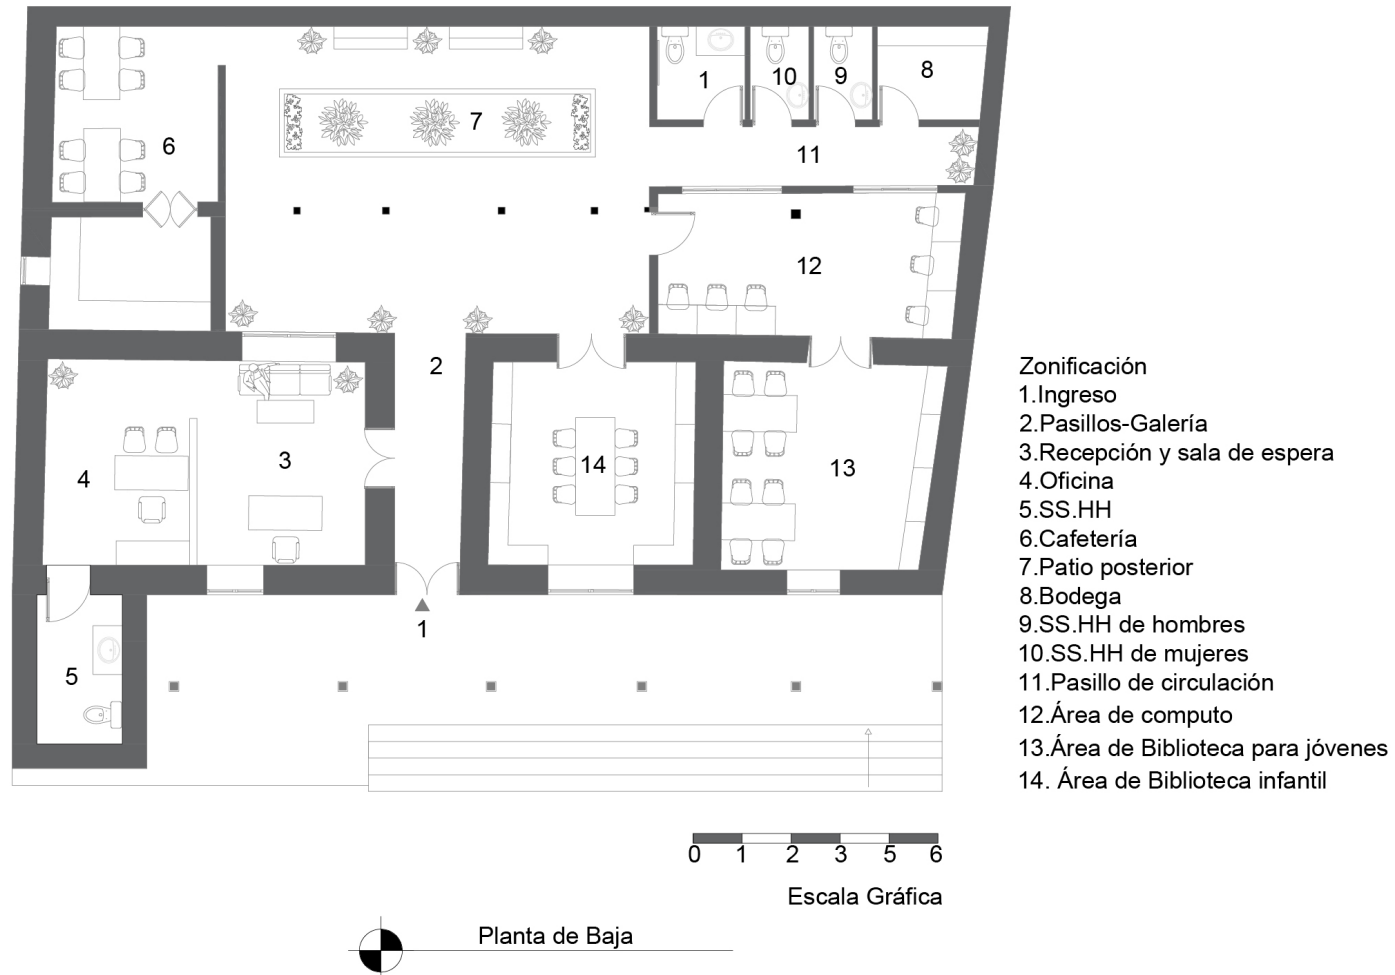 1
10
9
8
7
6
11
12
2
3
4
14
13
1
5
Zonificación
1.Ingreso
2.Pasillos-Galería
3.Recepción y sala de espera
4.Oficina
5.SS.HH
6.Cafetería
7.Patio posterior
8.Bodega
9.SS.HH de hombres
10.SS.HH de mujeres
11.Pasillo de circulación
12.Área de computo
13.Área de Biblioteca para jóvenes
14. Área de Biblioteca infantil
0 1 2 3 5 6
Escala Gráfica
Planta de Baja